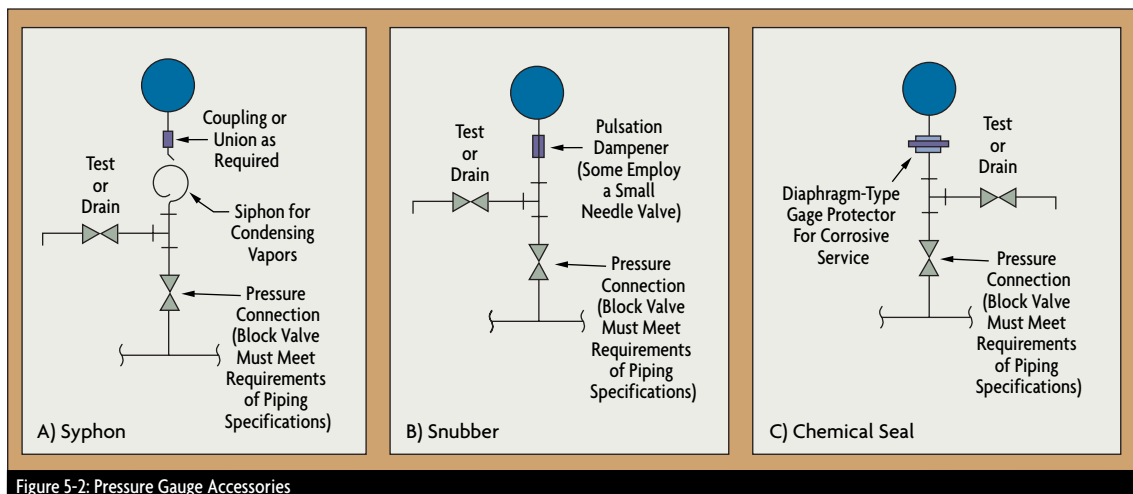 Coupling or
Union as
Required
Test
or
Drain
Siphon for
Condensing
Vapors
Pressure
Connection
(Block Valve
Must Meet
Requirements
of Piping
Specifications)
A) Syphon
Test
or
Drain
Pulsation
Dampener
(Some Employ
a Small
Needle Valve)
Pressure
Connection
(Block Valve
Must Meet
Requirements
of Piping
Specifications)
B) Snubber
Test
or
Drain
Diaphragm-Type
Gage Protector
For Corrosive
Service
Pressure
Connection
(Block Valve
Must Meet
Requirements
of Piping
Specifications)
C) Chemical Seal
Figure 5-2: Pressure Gauge Accessories